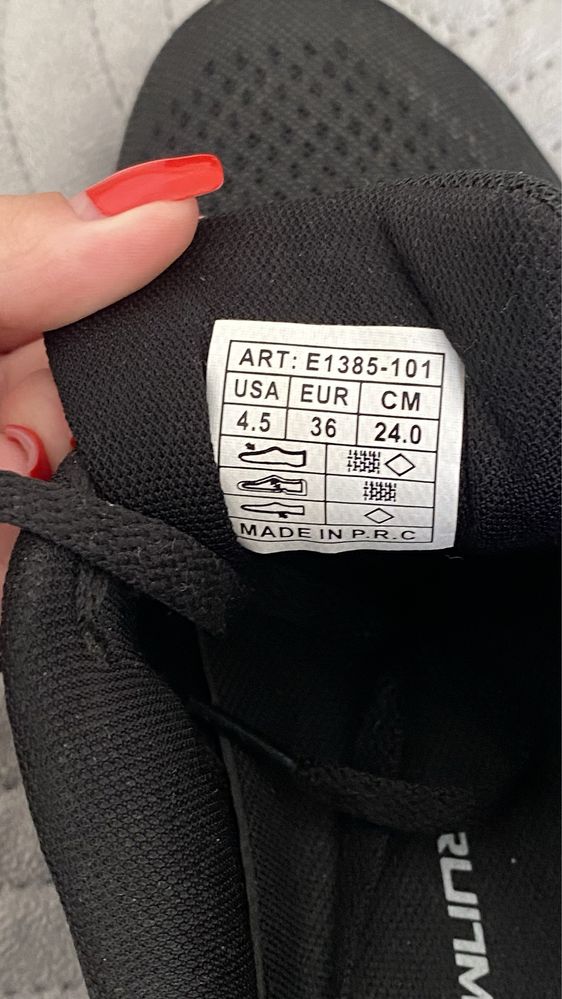 ART: E1385-101
USA EUR CM
4.5 36 24.0
MADE IN P.R.C